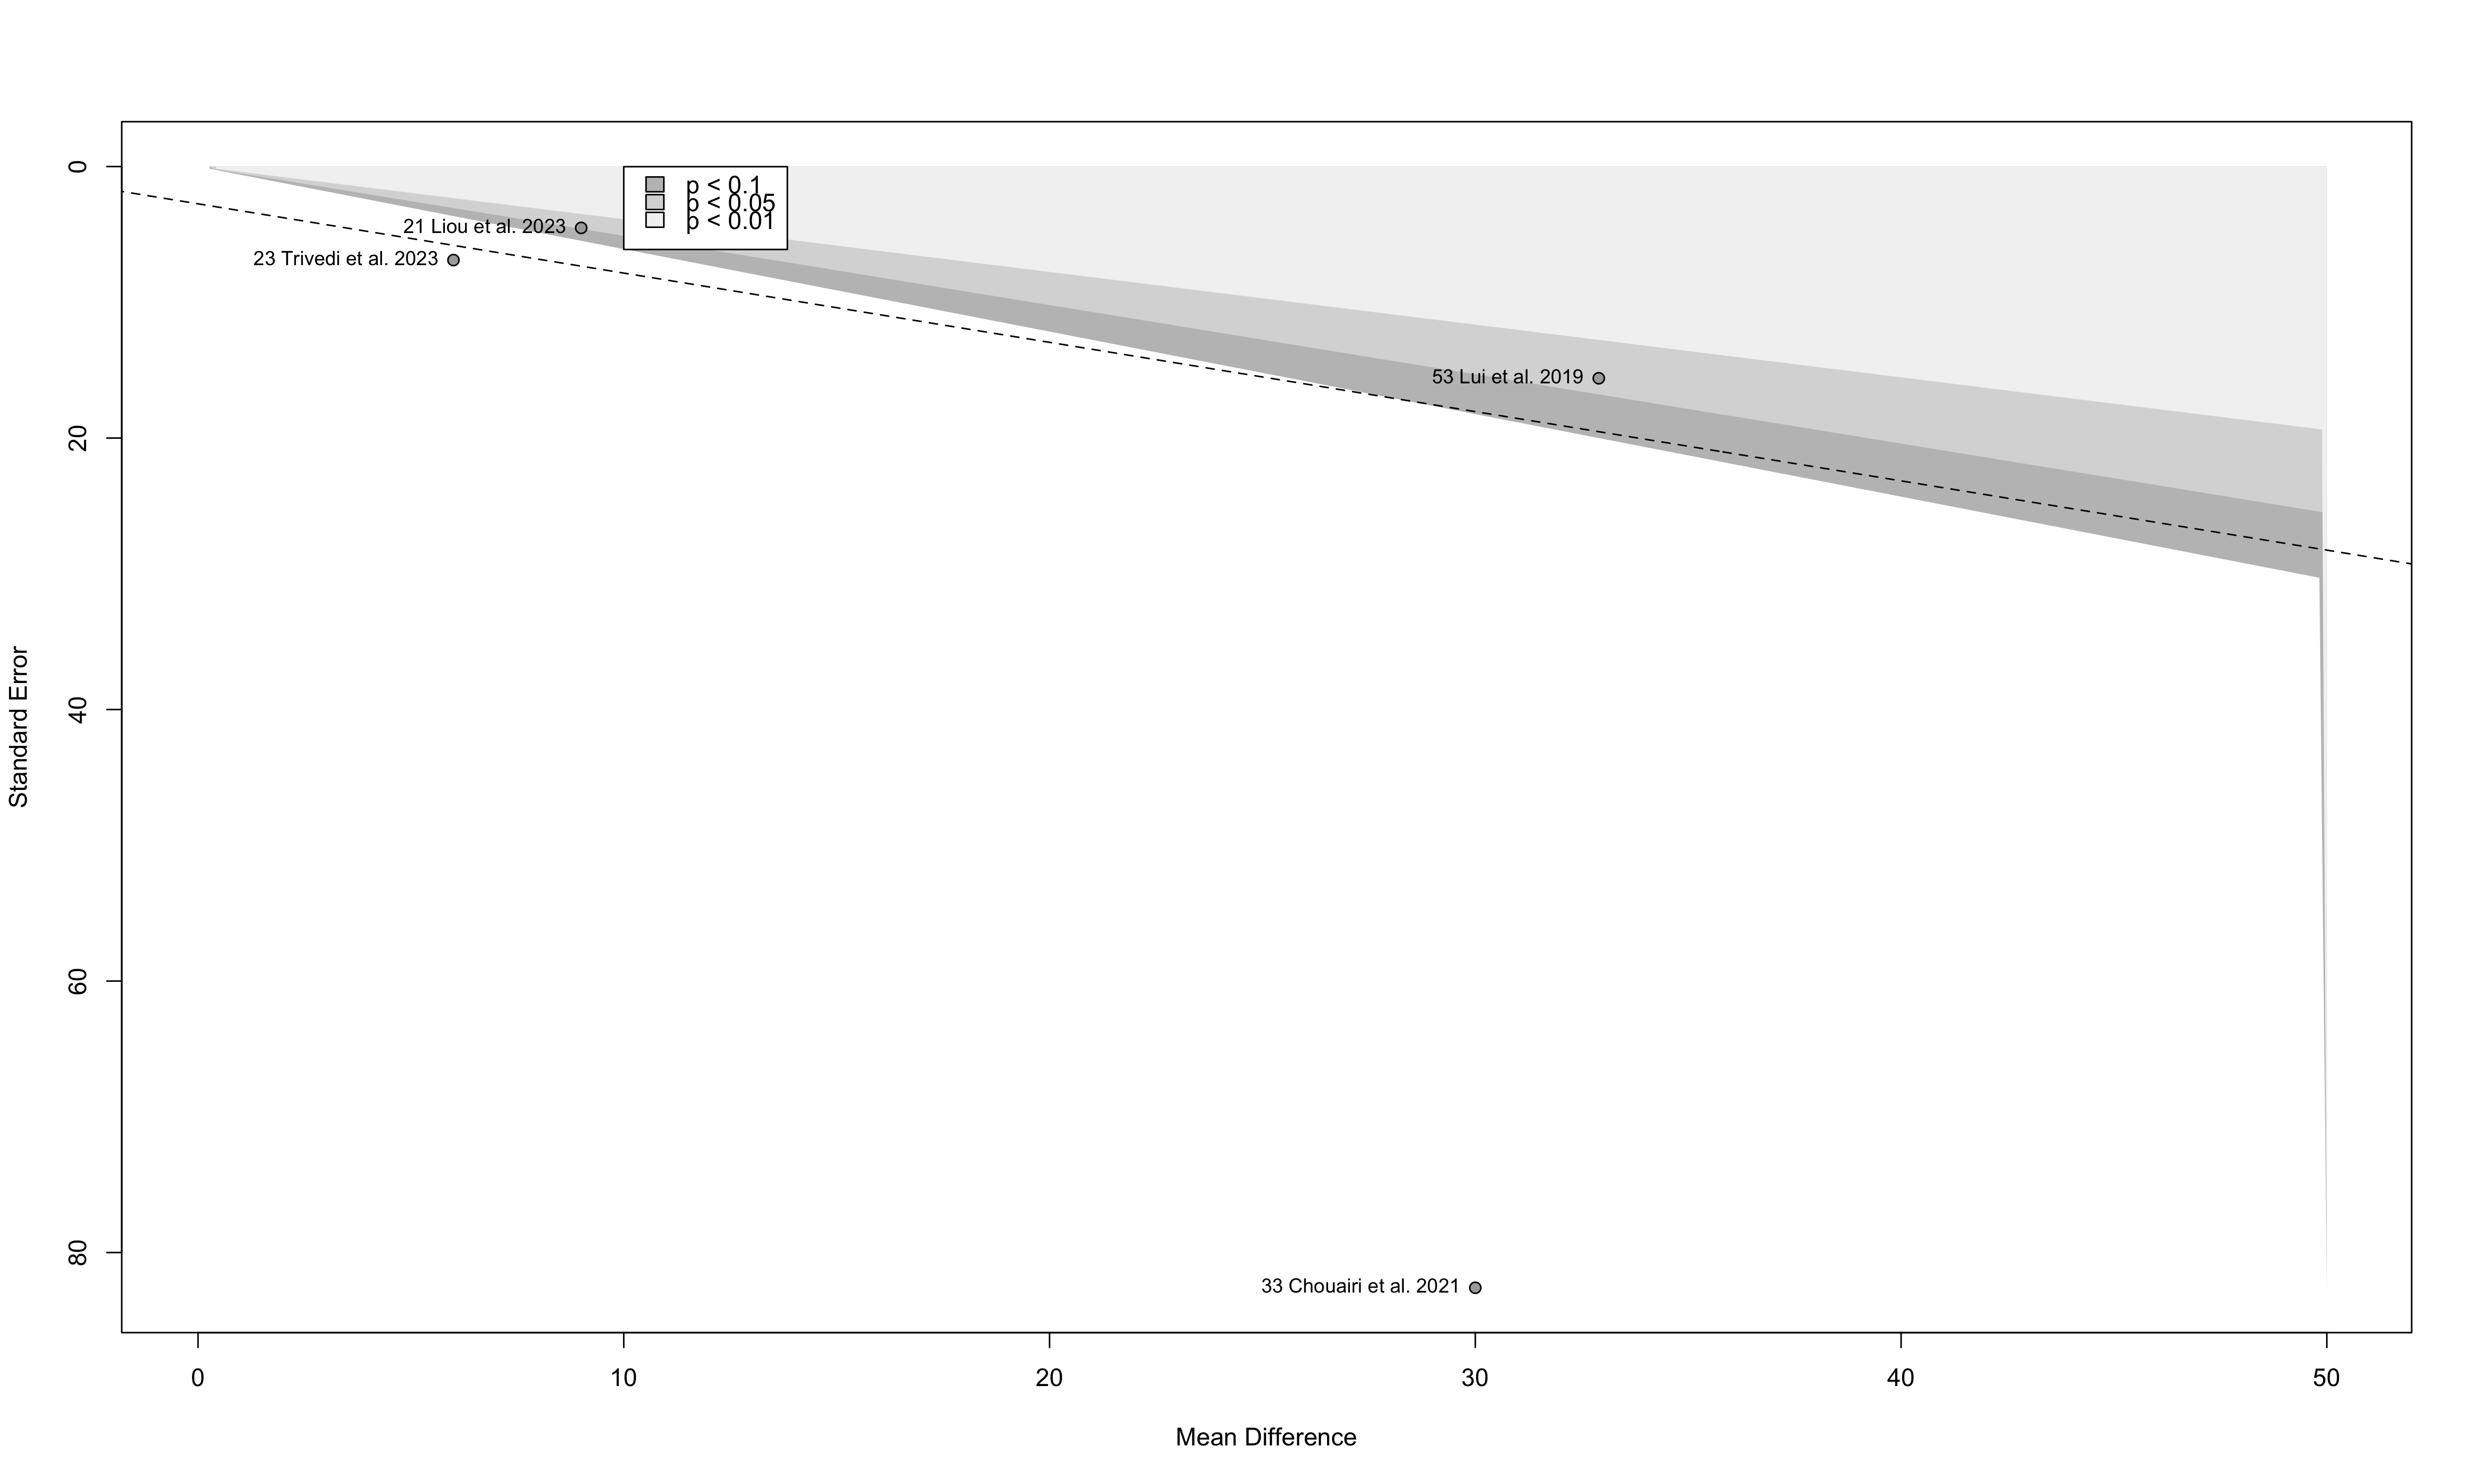 0
20
40
60
80
Standard Error
p < 0.1
p < 0.05
p < 0.01
21 Liou et al. 2023
23 Trivedi et al. 2023
53 Lui et al. 2019
33 Chouairi et al. 2021
0
10
20
30
40
50
Mean Difference